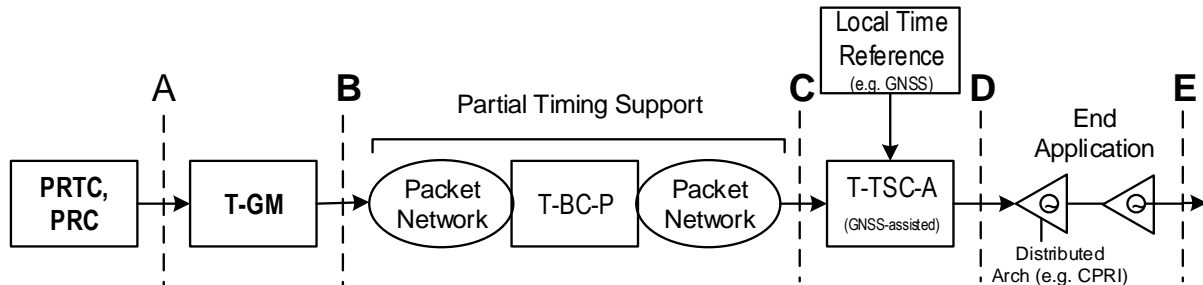 A
B
Partial Timing Support
Local Time
Reference
(e.g. GNSS)
C
D
E
End
Application
PRTC,
PRC
T-GM
Packet
Network
T-BC-P
Packet
Network
T-TSC-A
(GNSS-assisted)
Distributed
Arch (e.g. CPRI)